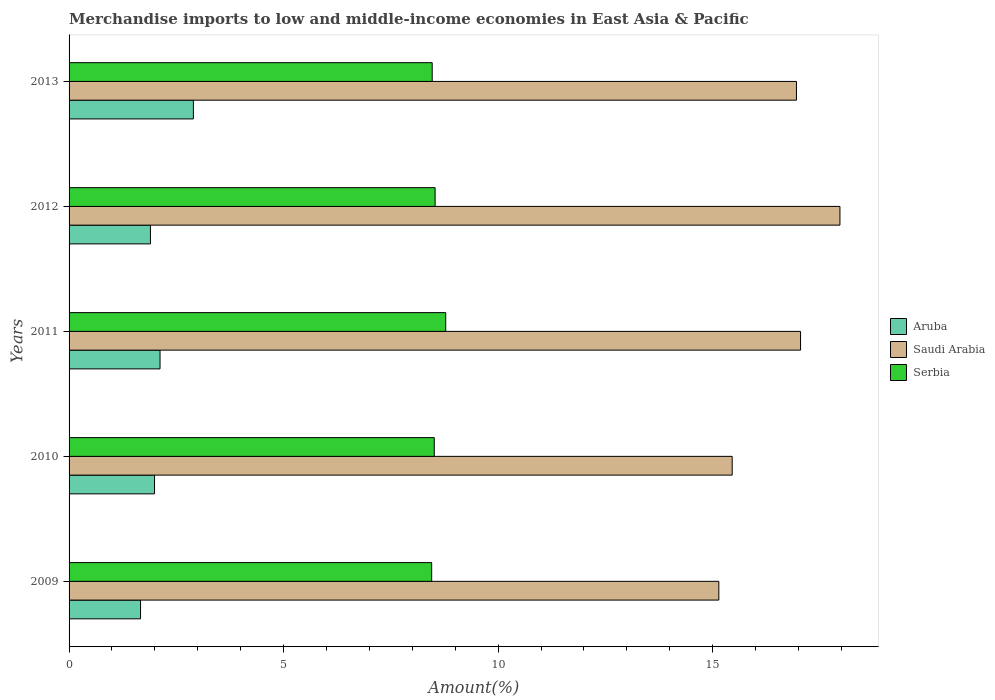 Merchandise imports to low and middle-income economies in East Asia & Pacific
2013
2012
2011
2010
2009
Years
0
5
10
15
Amount(%)
Aruba
Saudi Arabia
Serbia